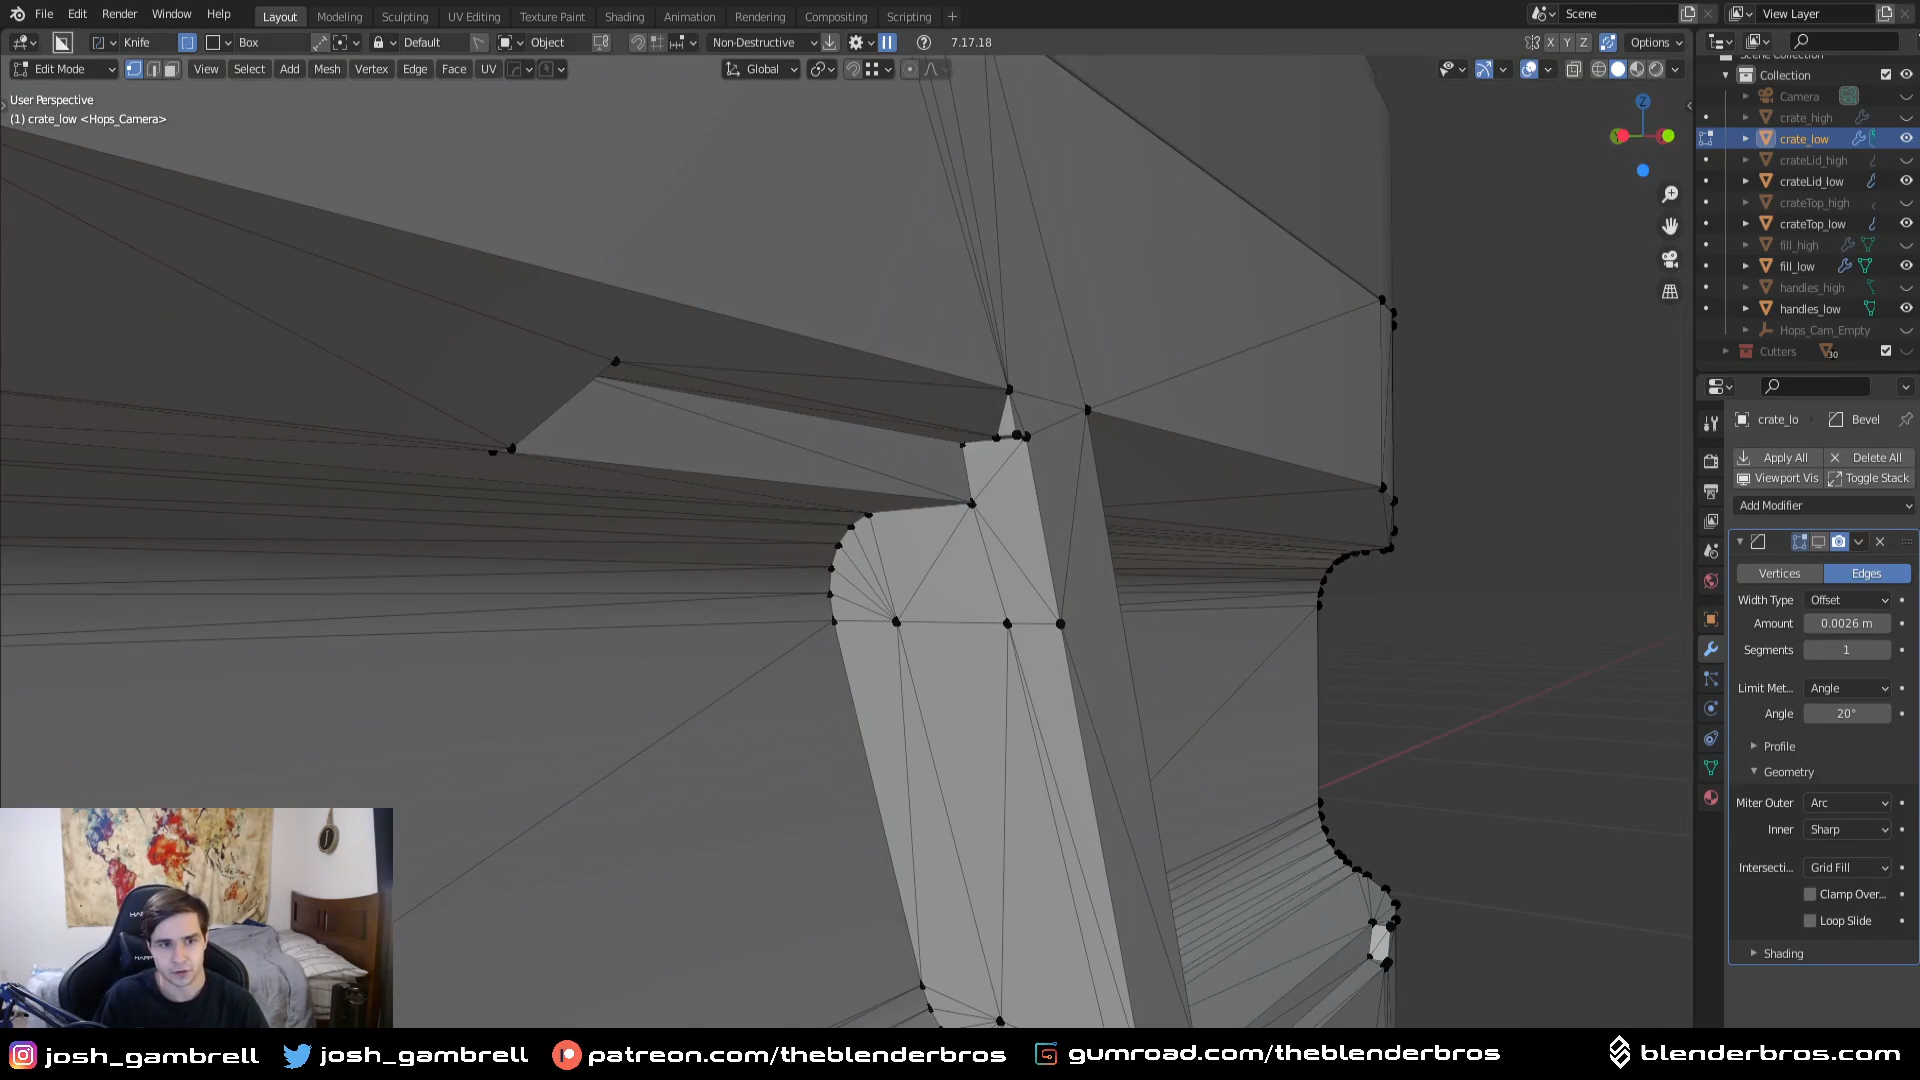 File Edit Render Window Help Layout Modeling Sculpting UV Editing Texture Paint Shading Animation Rendering Compositing Scripting + Scene View Layer
Knife Box Default Object Non-Destructive 7.17.18 X Y Z Options
Edit Mode View Select Add Mesh Vertex Edge Face UV Global
User Perspective
(1) crate_low <Hops_Camera>
Z
Scene Collection
Collection
Camera
crate_high
crate_low
crateLid_high
crateLid_low
crateTop_high
crateTop_low
fill_high
fill_low
handles_high
handles_low
Hops_Cam_Empty
Cutters 30
crate_lo Bevel
Apply All Delete All
Viewport Vis Toggle Stack
Add Modifier
Vertices Edges
Width Type Offset
Amount 0.0026 m
Segments 1
Limit Met... Angle
Angle 20°
Profile
Geometry
Miter Outer Arc
Inner Sharp
Intersecti... Grid Fill
Clamp Over...
Loop Slide
Shading
josh_gambrell josh_gambrell patreon.com/theblenderbros gumroad.com/theblenderbros blenderbros.com